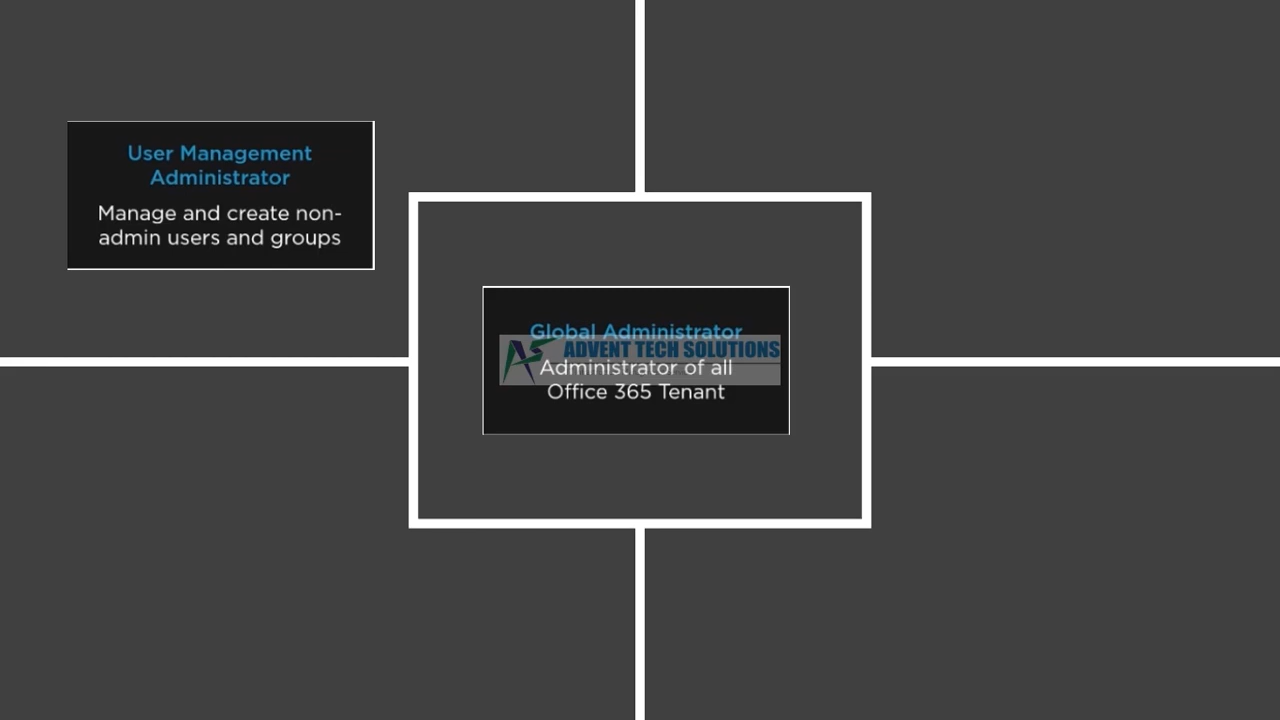 User Management
Administrator
Manage and create non-
admin users and groups
Global Administrator
ADVENT TECH SOLUTIONS
Administrator of all
Office 365 Tenant